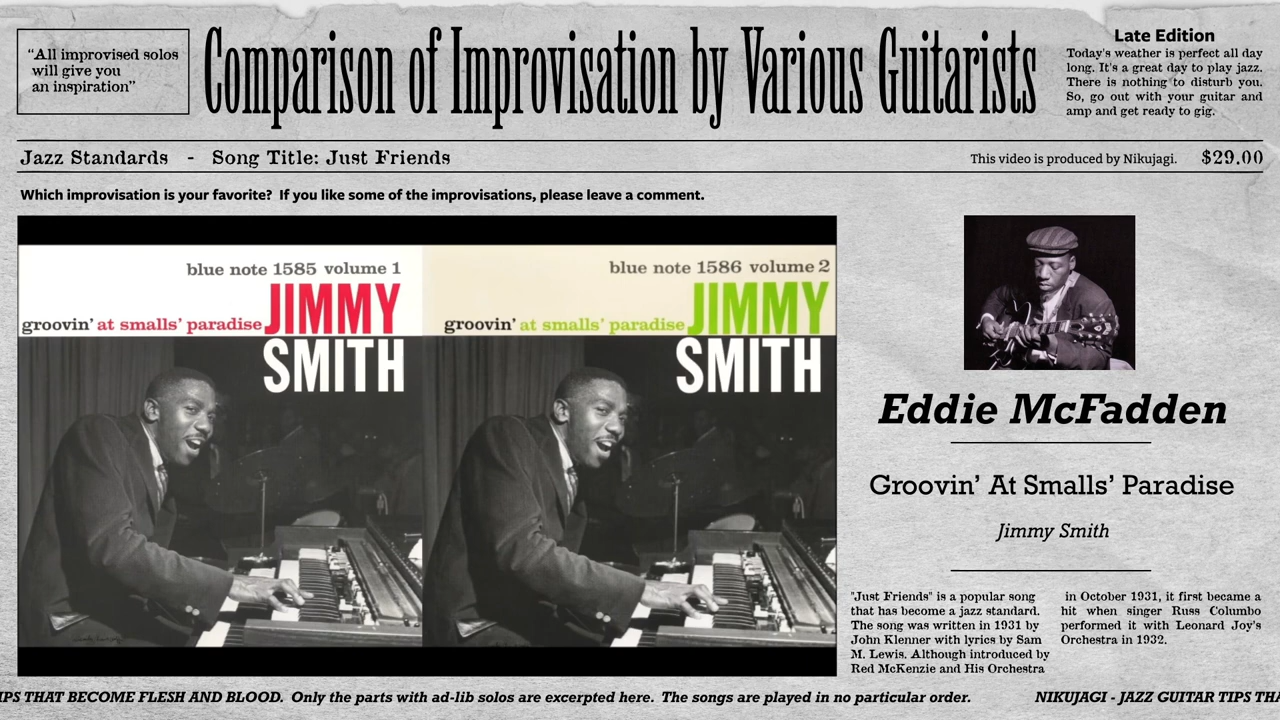 “All improvised solos
will give you
an inspiration”
Comparison of Improvisation by Various Guitarists
Late Edition
Today's weather is perfect all day
long. It's a great day to play jazz.
There is nothing to disturb you.
So, go out with your guitar and
amp and get ready to gig.
Jazz Standards - Song Title: Just Friends
This video is produced by Nikujagi. $29.00
Which improvisation is your favorite? If you like some of the improvisations, please leave a comment.
blue note 1585 volume 1
groovin’ at smalls’ paradise JIMMY
SMITH
blue note 1586 volume 2
groovin’ at smalls’ paradise JIMMY
SMITH
Eddie McFadden
Groovin’ At Smalls’ Paradise
Jimmy Smith
"Just Friends" is a popular song
that has become a jazz standard.
The song was written in 1931 by
John Klenner with lyrics by Sam
M. Lewis. Although introduced by
Red McKenzie and His Orchestra
in October 1931, it first became a
hit when singer Russ Columbo
performed it with Leonard Joy's
Orchestra in 1932.
IPS THAT BECOME FLESH AND BLOOD. Only the parts with ad-lib solos are excerpted here. The songs are played in no particular order. NIKUJAGI - JAZZ GUITAR TIPS THA